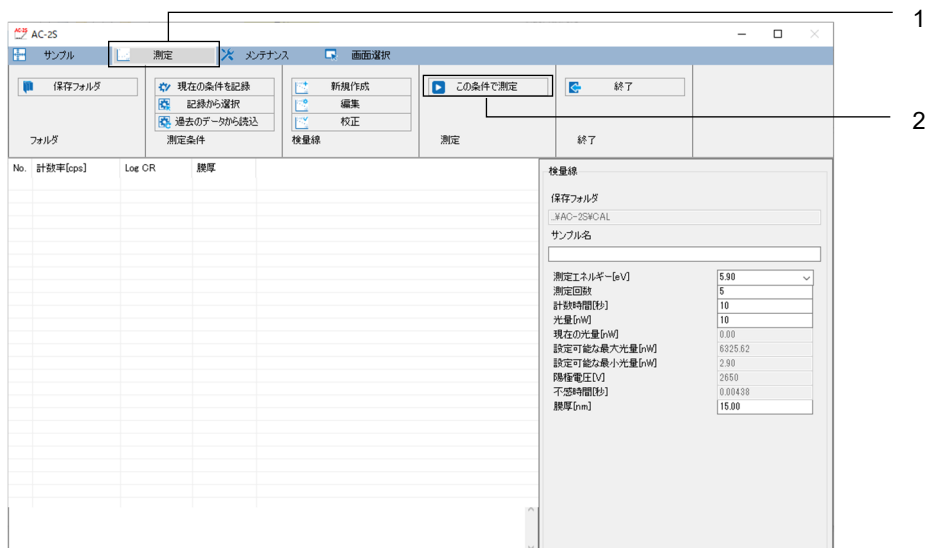 1
AC-2S
サンプル 測定 メンテナンス 画面選択
保存フォルダ 現在の条件を記録 新規作成 この条件で測定 終了
記録から選択 編集
過去のデータから読込 校正
2
フォルダ 測定条件 検量線 測定 終了
No. 計数率[cps] Log CR 膜厚
検量線
保存フォルダ
..¥AC-2S¥CAL
サンプル名
測定エネルギー[eV] 5.90
測定回数 5
計数時間[秒] 10
光量[nW] 10
現在の光量[nW] 0.00
設定可能な最大光量[nW] 6325.62
設定可能な最小光量[nW] 2.90
陽極電圧[V] 2650
不感時間[秒] 0.00438
膜厚[nm] 15.00